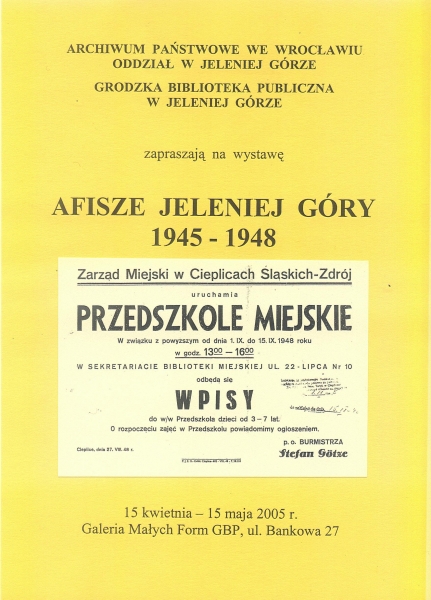 ARCHIWUM PAŃSTWOWE WE WROCŁAWIU
ODDZIAŁ W JELENIEJ GÓRZE
GRODZKA BIBLIOTEKA PUBLICZNA
W JELENIEJ GÓRZE
zapraszają na wystawę
AFISZE JELENIEJ GÓRY
1945 - 1948
Zarząd Miejski w Cieplicach Śląskich-Zdrój
uruchamia
PRZEDSZKOLE MIEJSKIE
W związku z powyższym od dnia 1. IX. do 15. IX. 1948 roku
w godz. 1300 — 1600
W SEKRETARIACIE BIBLIOTEKI MIEJSKIEJ UL. 22 - LIPCA Nr 10
odbędą się
WPISY
do w/w Przedszkola dzieci od 3 – 7 lat.
O rozpoczęciu zajęć w Przedszkolu powiadomimy ogłoszeniem.
Cieplice, dnia 27. VIII. 48 r.
p. o. BURMISTRZA
Stefan Götze
15 kwietnia – 15 maja 2005 r.
Galeria Małych Form GBP, ul. Bankowa 27